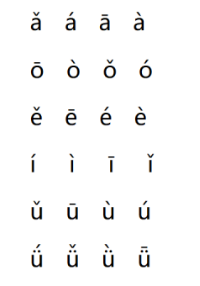 ǎ á ā à
ō ò ǒ ó
ě ē é è
í ì ī ǐ
ǔ ū ù ú
ǘ ǚ ǜ ǖ